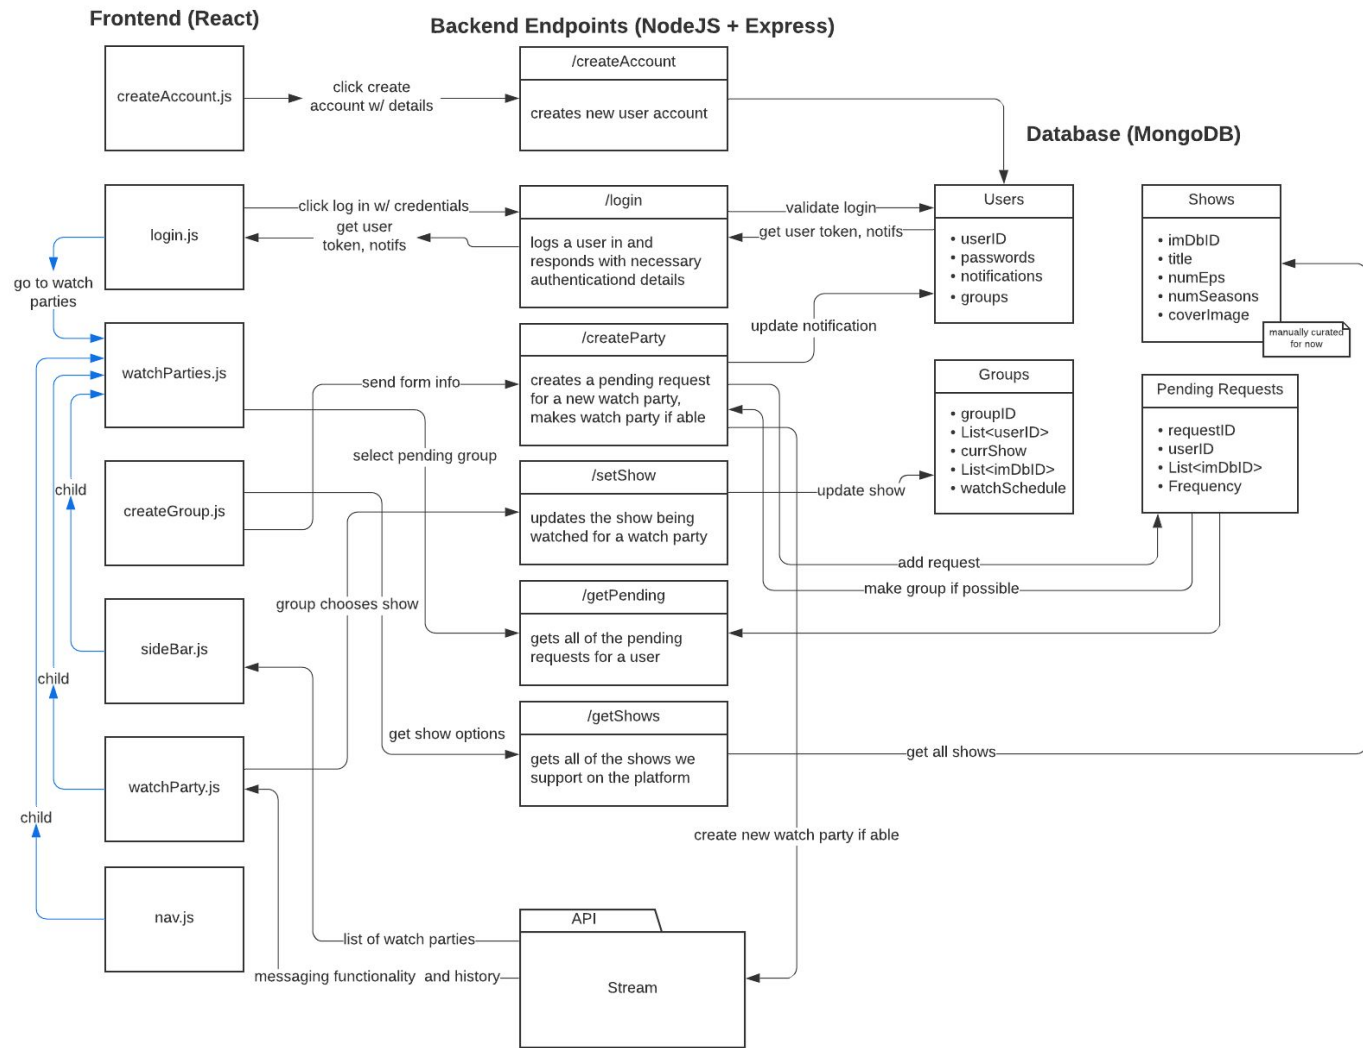 Frontend (React)
Backend Endpoints (NodeJS + Express)
Database (MongoDB)
createAccount.js
click create
account w/ details
/createAccount
creates new user account
login.js
click log in w/ credentials
get user
token, notifs
/login
logs a user in and
responds with necessary
authenticationd details
validate login
get user token, notifs
Users
• userID
• passwords
• notifications
• groups
Shows
• imDbID
• title
• numEps
• numSeasons
• coverImage
manually curated
for now
go to watch
parties
watchParties.js
send form info
/createParty
creates a pending request
for a new watch party,
makes watch party if able
update notification
Groups
• groupID
• List<userID>
• currShow
• List<imDbID>
• watchSchedule
Pending Requests
• requestID
• userID
• List<imDbID>
• Frequency
select pending group
child
createGroup.js
/setShow
updates the show being
watched for a watch party
update show
add request
make group if possible
group chooses show
/getPending
gets all of the pending
requests for a user
sideBar.js
child
get show options
/getShows
gets all of the shows we
support on the platform
get all shows
watchParty.js
child
create new watch party if able
nav.js
list of watch parties
messaging functionality and history
API
Stream